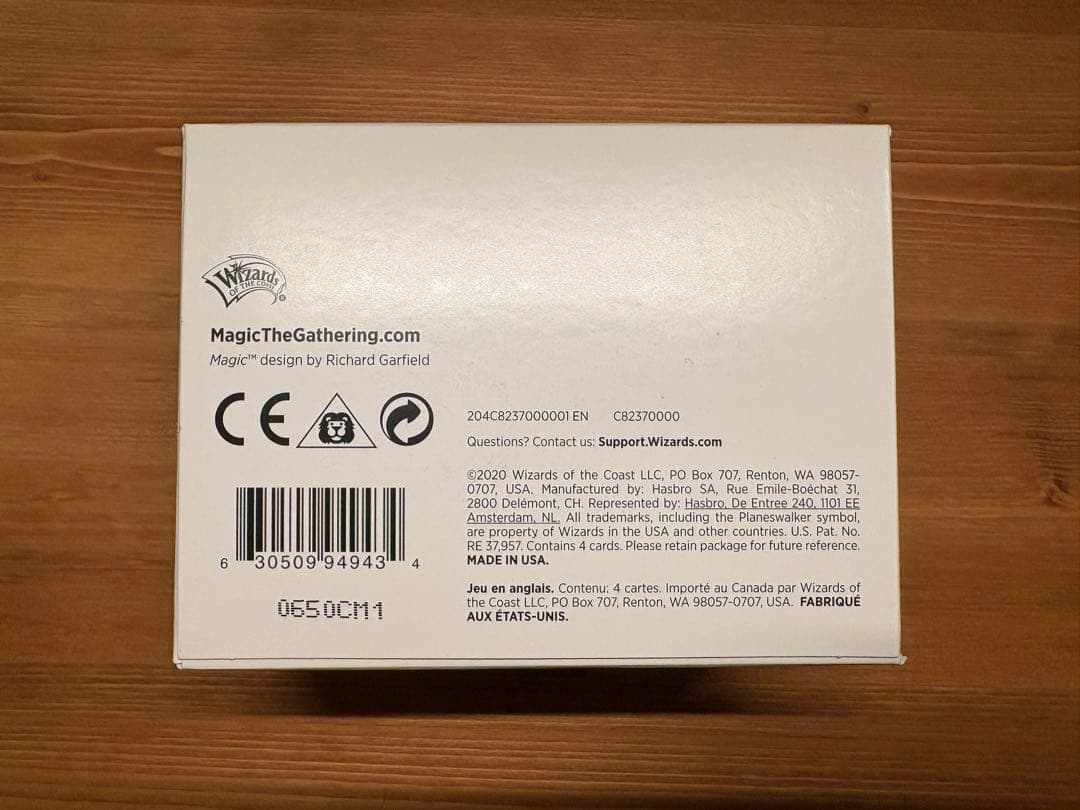 Wizards
OF THE COAST
®
MagicTheGathering.com
Magic™ design by Richard Garfield
CE
204C8237000001 EN C82370000
Questions? Contact us: Support.Wizards.com
©2020 Wizards of the Coast LLC, PO Box 707, Renton, WA 98057-
0707, USA. Manufactured by: Hasbro SA, Rue Emile-Boéchat 31,
2800 Delémont, CH. Represented by: Hasbro, De Entree 240, 1101 EE
Amsterdam, NL. All trademarks, including the Planeswalker symbol,
are property of Wizards in the USA and other countries. U.S. Pat. No.
RE 37,957. Contains 4 cards. Please retain package for future reference.
MADE IN USA.
6 30509 94943 4
0650CM1
Jeu en anglais. Contenu: 4 cartes. Importé au Canada par Wizards of
the Coast LLC, PO Box 707, Renton, WA 98057-0707, USA. FABRIQUÉ
AUX ÉTATS-UNIS.